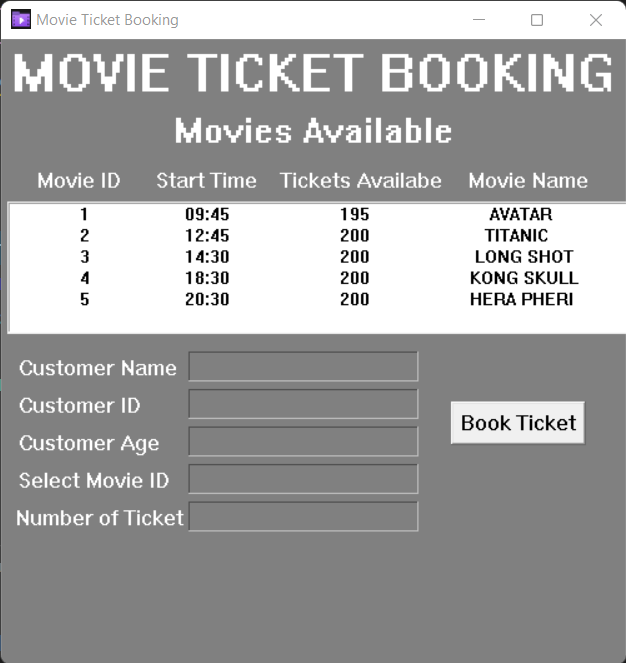 Movie Ticket Booking
MOVIE TICKET BOOKING
Movies Available
Movie ID Start Time Tickets Availabe Movie Name
1 09:45 195 AVATAR
2 12:45 200 TITANIC
3 14:30 200 LONG SHOT
4 18:30 200 KONG SKULL
5 20:30 200 HERA PHERI
Customer Name
Customer ID
Book Ticket
Customer Age
Select Movie ID
Number of Ticket